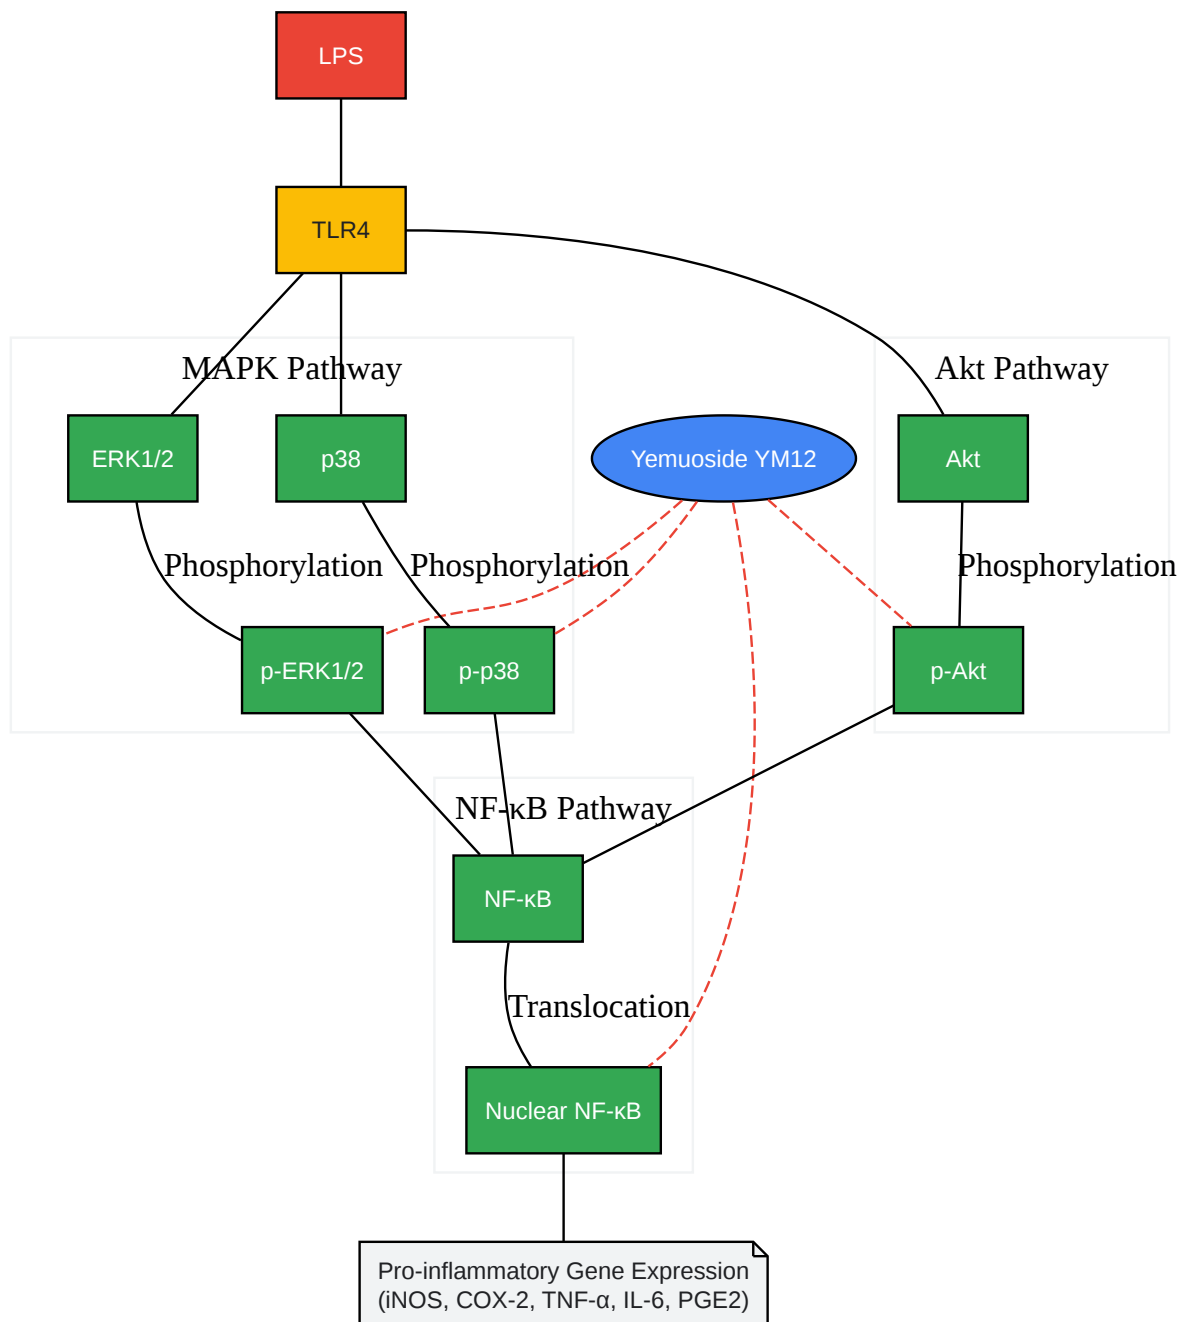 LPS
TLR4
MAPK Pathway
Akt Pathway
ERK1/2
p38
Yemuoside YM12
Akt
Phosphorylation
Phosphorylation
Phosphorylation
p-ERK1/2
p-p38
p-Akt
NF-κB Pathway
NF-κB
Translocation
Nuclear NF-κB
Pro-inflammatory Gene Expression
(iNOS, COX-2, TNF-α, IL-6, PGE2)